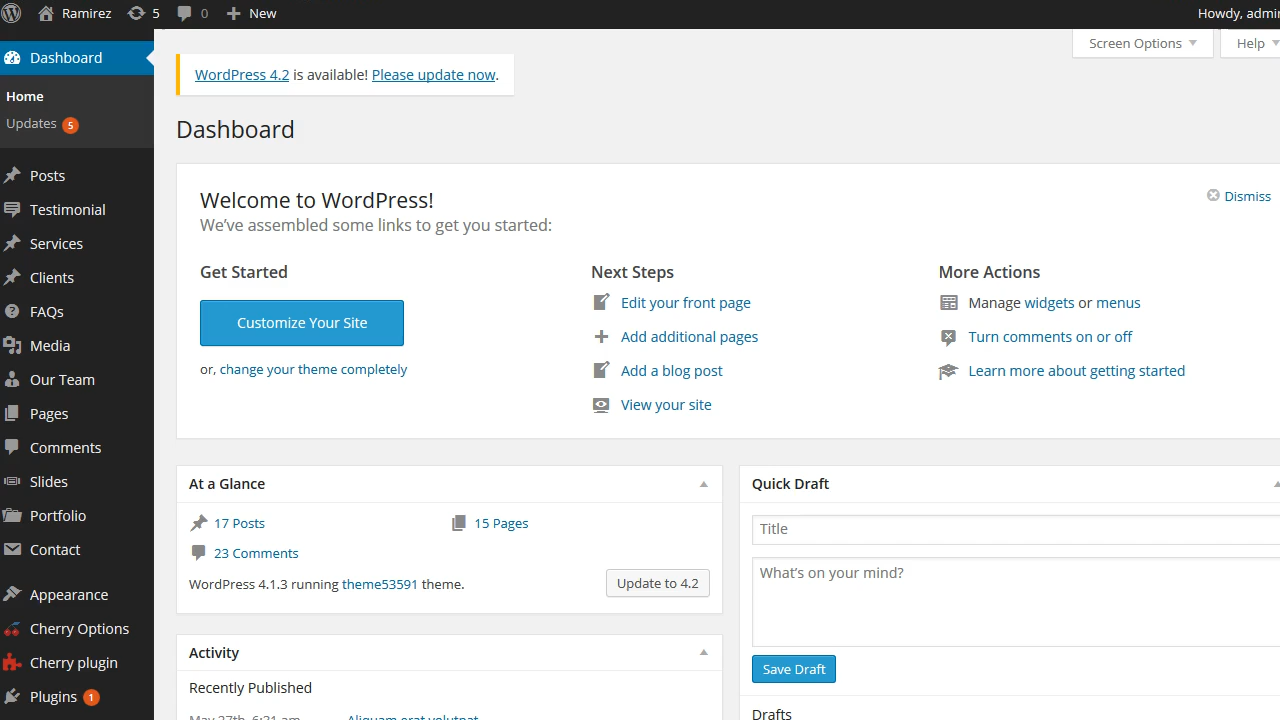 Ramirez 5 0 New Howdy, admin
Dashboard
Home
Updates 5
Posts
Testimonial
Services
Clients
FAQs
Media
Our Team
Pages
Comments
Slides
Portfolio
Contact
Appearance
Cherry Options
Cherry plugin
Plugins 1
Screen Options Help
WordPress 4.2 is available! Please update now.
Dashboard
Welcome to WordPress!
Dismiss
We've assembled some links to get you started:
Get Started
Customize Your Site
or, change your theme completely
Next Steps
Edit your front page
Add additional pages
Add a blog post
View your site
More Actions
Manage widgets or menus
Turn comments on or off
Learn more about getting started
At a Glance
17 Posts 15 Pages
23 Comments
WordPress 4.1.3 running theme53591 theme. Update to 4.2
Activity
Recently Published
May 27th, 6:31 am Aliquam erat volutpat
Quick Draft
Title
What's on your mind?
Save Draft
Drafts